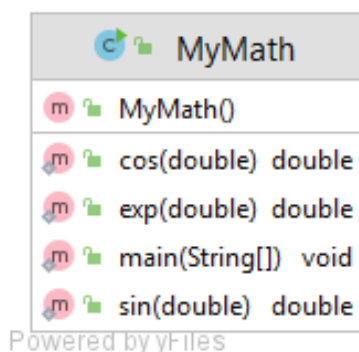 C MyMath
m MyMath()
m cos(double) double
m exp(double) double
m main(String[]) void
m sin(double) double
Powered by yFiles